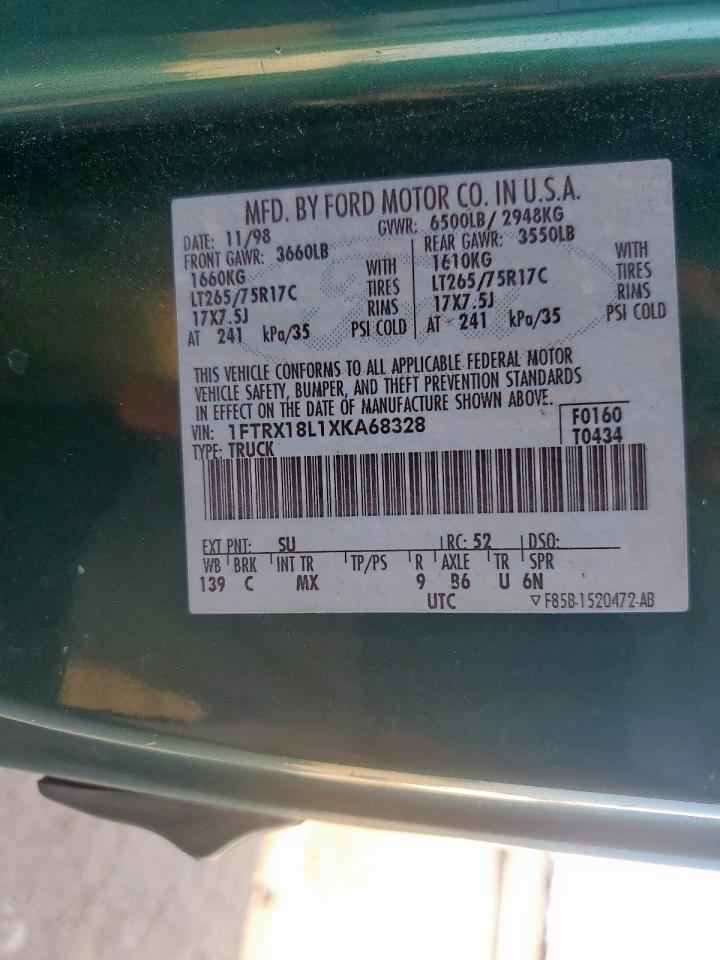 MFD. BY FORD MOTOR CO. IN U.S.A.
DATE: 11/98 GVWR: 6500LB/ 2948KG
FRONT GAWR: 3660LB REAR GAWR: 3550LB
1660KG WITH 1610KG WITH
LT265/75R17C TIRES LT265/75R17C TIRES
17X7.5J RIMS 17X7.5J RIMS
AT 241 kPa/35 PSI COLD AT 241 kPa/35 PSI COLD
THIS VEHICLE CONFORMS TO ALL APPLICABLE FEDERAL MOTOR
VEHICLE SAFETY, BUMPER, AND THEFT PREVENTION STANDARDS
IN EFFECT ON THE DATE OF MANUFACTURE SHOWN ABOVE.
VIN: 1FTRX18L1XKA68328 F0160
TYPE: TRUCK T0434
EXT PNT: SU RC: 52 DSO:
WB BRK INT TR TP/PS R AXLE TR SPR
139 C MX 9 B6 U 6N
UTC ▽ F85B-1520472-AB